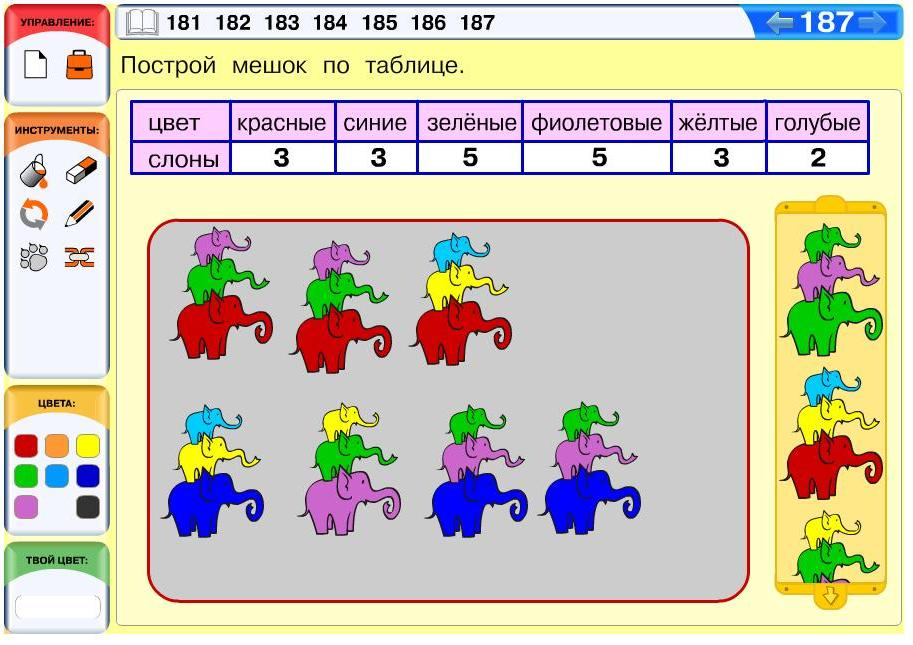 УПРАВЛЕНИЕ:
181 182 183 184 185 186 187
187
Построй мешок по таблице.
ИНСТРУМЕНТЫ:
цвет красные синие зелёные фиолетовые жёлтые голубые
слоны 3 3 5 5 3 2
ЦВЕТА:
ТВОЙ ЦВЕТ: